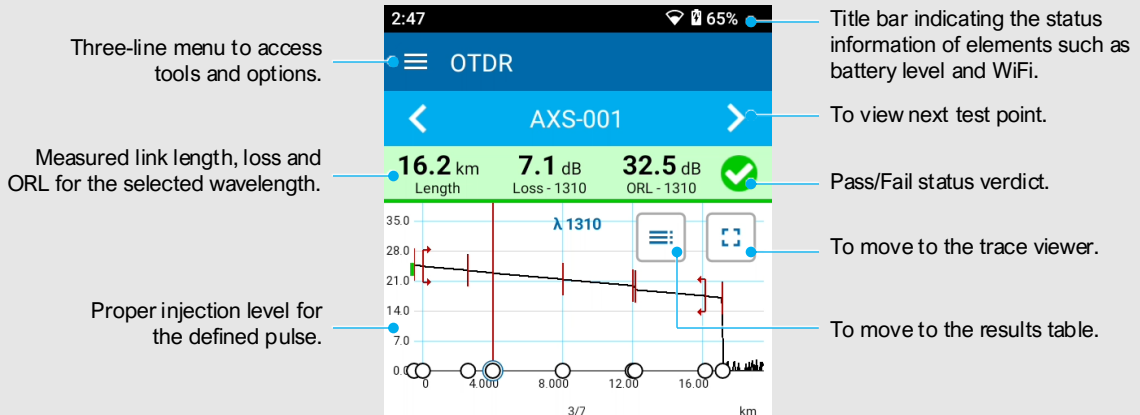 2:47
65%
OTDR
AXS-001
16.2 km
7.1 dB
32.5 dB
Length
Loss - 1310
ORL - 1310
35.0
λ 1310
28.0
21.0
14.0
7.0
0.0
0
4.000
8.000
12.00
16.00
3/7
km
Three-line menu to access
tools and options.
Measured link length, loss and
ORL for the selected wavelength.
Proper injection level for
the defined pulse.
Title bar indicating the status
information of elements such as
battery level and WiFi.
To view next test point.
Pass/Fail status verdict.
To move to the trace viewer.
To move to the results table.